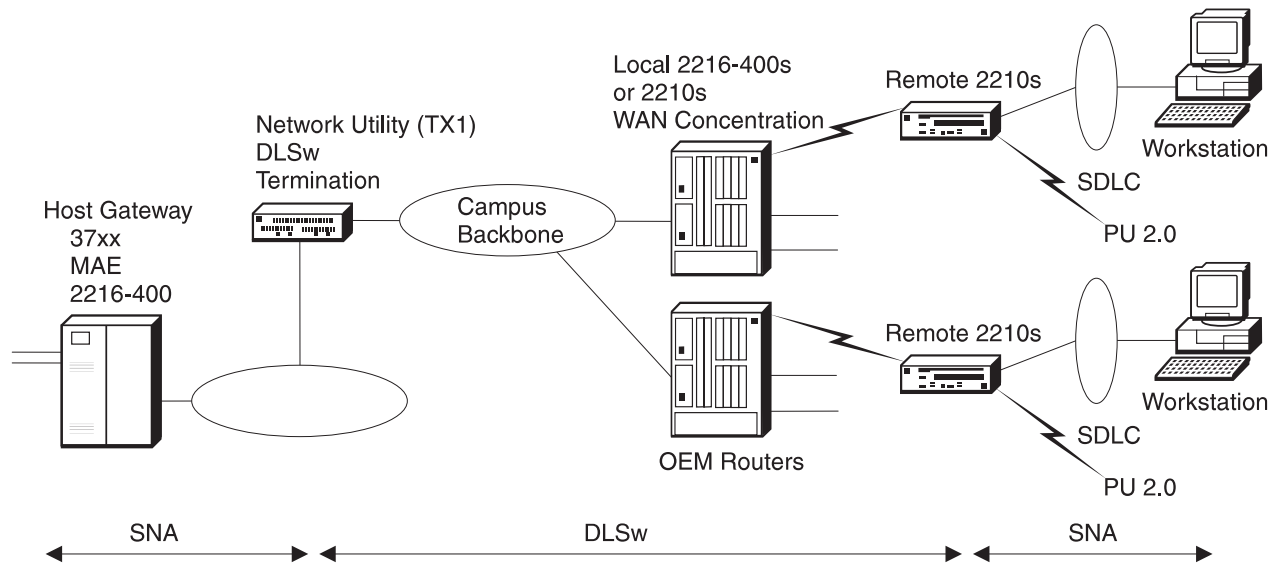 Local 2216-400s
or 2210s
WAN Concentration
Remote 2210s
Workstation
SDLC
PU 2.0
Network Utility (TX1)
DLSw
Termination
Campus
Backbone
Host Gateway
37xx
MAE
2216-400
OEM Routers
Remote 2210s
Workstation
SDLC
PU 2.0
SNA
DLSw
SNA